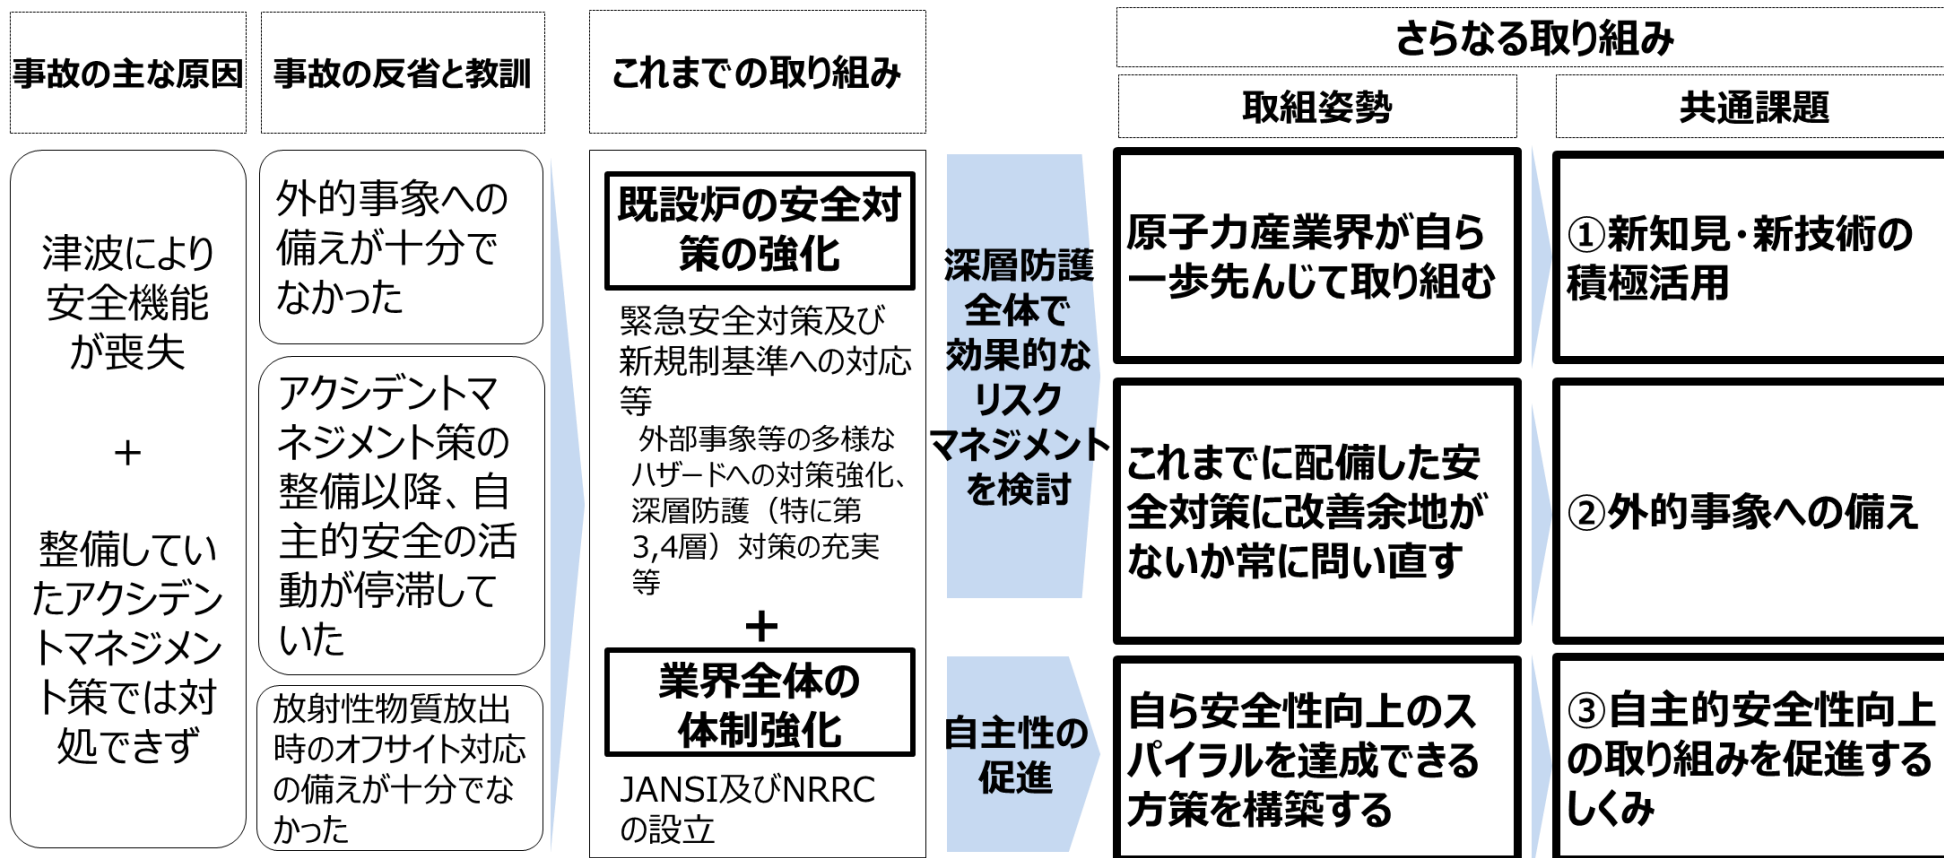 事故の主な原因
事故の反省と教訓
これまでの取り組み
さらなる取り組み
取組姿勢
共通課題
津波により
安全機能
が喪失
+
整備してい
たアクシデン
トマネジメン
ト策では対
処できず
外的事象への
備えが十分で
なかった
アクシデントマ
ネジメント策の
整備以降、自
主的安全の活
動が停滞して
いた
放射性物質放出
時のオフサイト対応
の備えが十分でな
かった
既設炉の安全対
策の強化
緊急安全対策及び
新規制基準への対応
等
外部事象等の多様な
ハザードへの対策強化、
深層防護（特に第
3,4層）対策の充実
等
+
業界全体の
体制強化
JANSI及びNRRC
の設立
深層防護
全体で
効果的な
リスク
マネジメント
を検討
自主性の
促進
原子力産業界が自ら
一歩先んじて取り組む
これまでに配備した安
全対策に改善余地が
ないか常に問い直す
自ら安全性向上のス
パイラルを達成できる
方策を構築する
①新知見・新技術の
積極活用
②外的事象への備え
③自主的安全性向上
の取り組みを促進する
しくみ